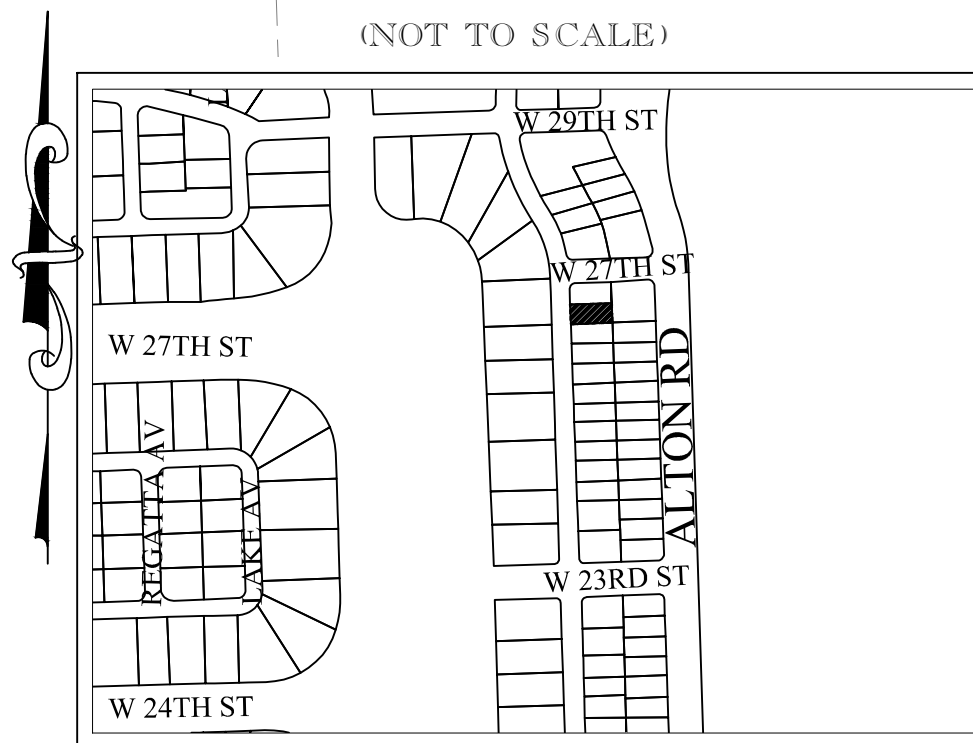 (NOT TO SCALE)
W 29TH ST
W 27TH ST
W 27TH ST
ALTON RD
REGATTA AV
LAKE AV
W 23RD ST
W 24TH ST